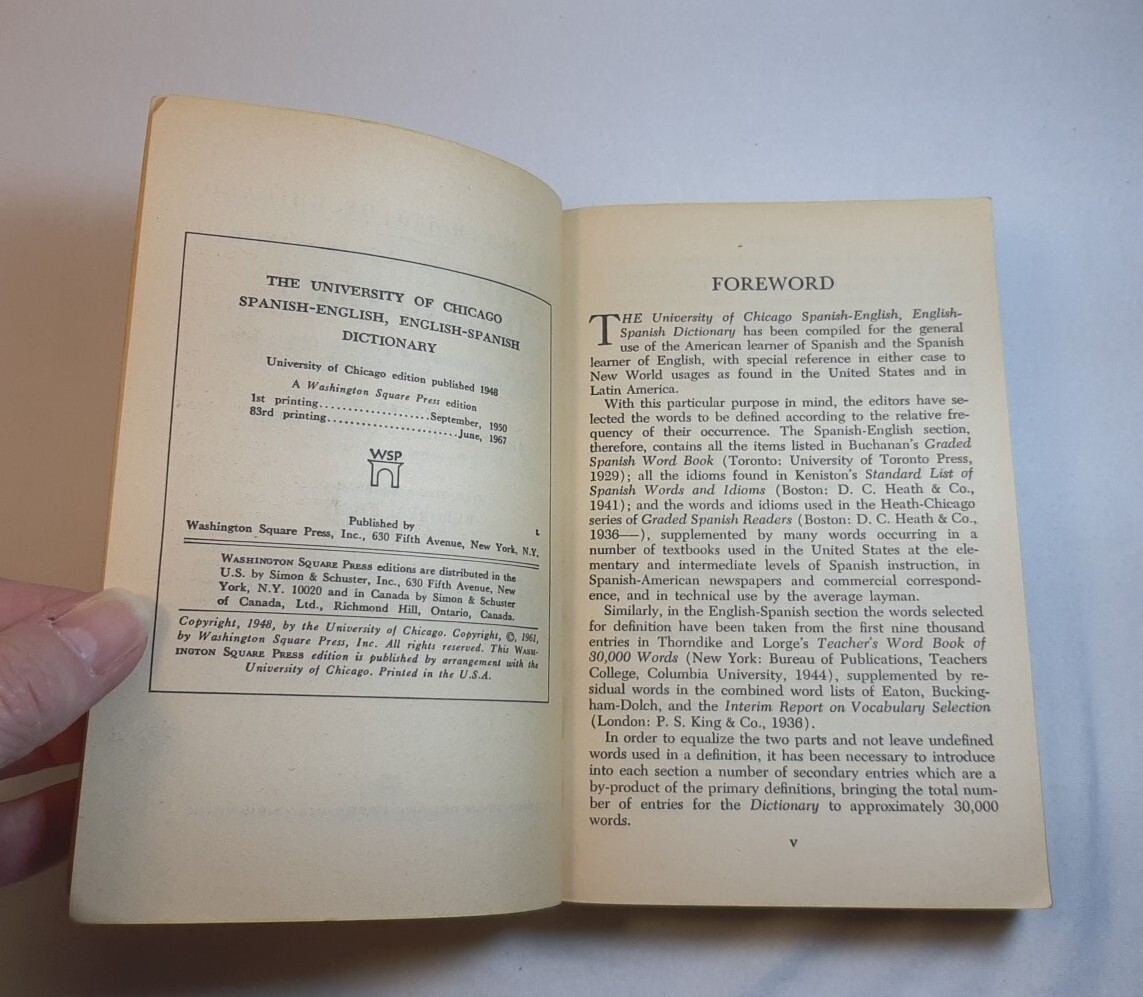 THE UNIVERSITY OF CHICAGO
SPANISH-ENGLISH, ENGLISH-SPANISH
DICTIONARY
University of Chicago edition published 1948
A Washington Square Press edition
1st printing....................September, 1950
83rd printing........................June, 1967
WSP
Published by
Washington Square Press, Inc., 630 Fifth Avenue, New York, N.Y.
WASHINGTON SQUARE PRESS editions are distributed in the
U.S. by Simon & Schuster, Inc., 630 Fifth Avenue, New
York, N.Y. 10020 and in Canada by Simon & Schuster
of Canada, Ltd., Richmond Hill, Ontario, Canada.
Copyright, 1948, by the University of Chicago. Copyright, ©, 1961,
by Washington Square Press, Inc. All rights reserved. This WASH-
INGTON SQUARE PRESS edition is published by arrangement with the
University of Chicago. Printed in the U.S.A.
FOREWORD
THE University of Chicago Spanish-English, English-
Spanish Dictionary has been compiled for the general
use of the American learner of Spanish and the Spanish
learner of English, with special reference in either case to
New World usages as found in the United States and in
Latin America.
With this particular purpose in mind, the editors have se-
lected the words to be defined according to the relative fre-
quency of their occurrence. The Spanish-English section,
therefore, contains all the items listed in Buchanan's Graded
Spanish Word Book (Toronto: University of Toronto Press,
1929); all the idioms found in Keniston's Standard List of
Spanish Words and Idioms (Boston: D. C. Heath & Co.,
1941); and the words and idioms used in the Heath-Chicago
series of Graded Spanish Readers (Boston: D. C. Heath & Co.,
1936—), supplemented by many words occurring in a
number of textbooks used in the United States at the ele-
mentary and intermediate levels of Spanish instruction, in
Spanish-American newspapers and commercial correspond-
ence, and in technical use by the average layman.
Similarly, in the English-Spanish section the words selected
for definition have been taken from the first nine thousand
entries in Thorndike and Lorge's Teacher's Word Book of
30,000 Words (New York: Bureau of Publications, Teachers
College, Columbia University, 1944), supplemented by re-
sidual words in the combined word lists of Eaton, Bucking-
ham-Dolch, and the Interim Report on Vocabulary Selection
(London: P. S. King & Co., 1936).
In order to equalize the two parts and not leave undefined
words used in a definition, it has been necessary to introduce
into each section a number of secondary entries which are a
by-product of the primary definitions, bringing the total num-
ber of entries for the Dictionary to approximately 30,000
words.
v